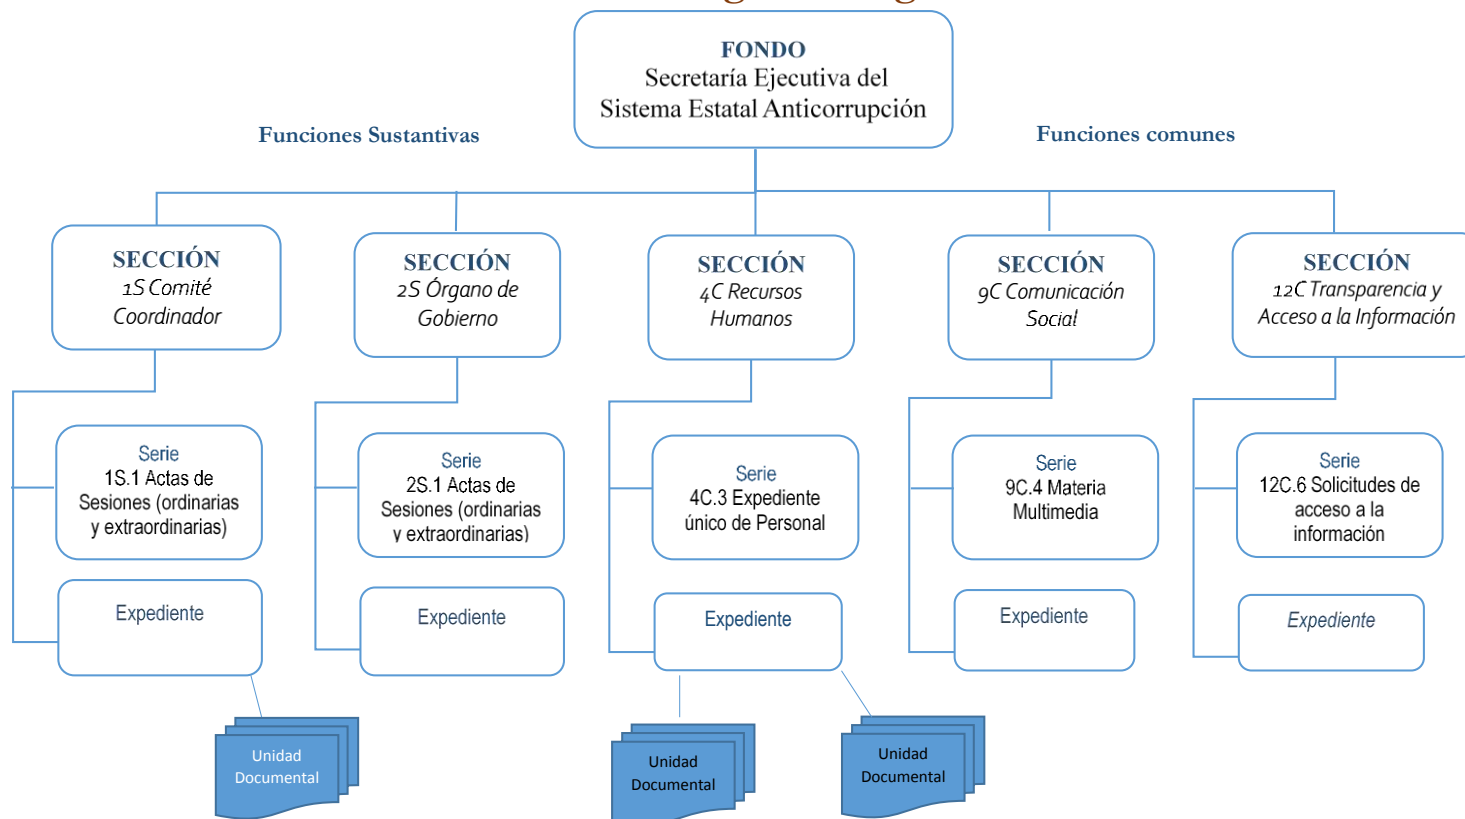 FONDO
Secretaría Ejecutiva del
Sistema Estatal Anticorrupción
Funciones Sustantivas
Funciones comunes
SECCIÓN
1S Comité
Coordinador
SECCIÓN
2S Órgano de
Gobierno
SECCIÓN
4C Recursos
Humanos
SECCIÓN
9C Comunicación
Social
SECCIÓN
12C Transparencia y
Acceso a la Información
Serie
1S.1 Actas de
Sesiones (ordinarias
y extraordinarias)
Serie
2S.1 Actas de
Sesiones (ordinarias
y extraordinarias)
Serie
4C.3 Expediente
único de Personal
Serie
9C.4 Materia
Multimedia
Serie
12C.6 Solicitudes de
acceso a la
información
Expediente
Expediente
Expediente
Expediente
Expediente
Unidad
Documental
Unidad
Documental
Unidad
Documental